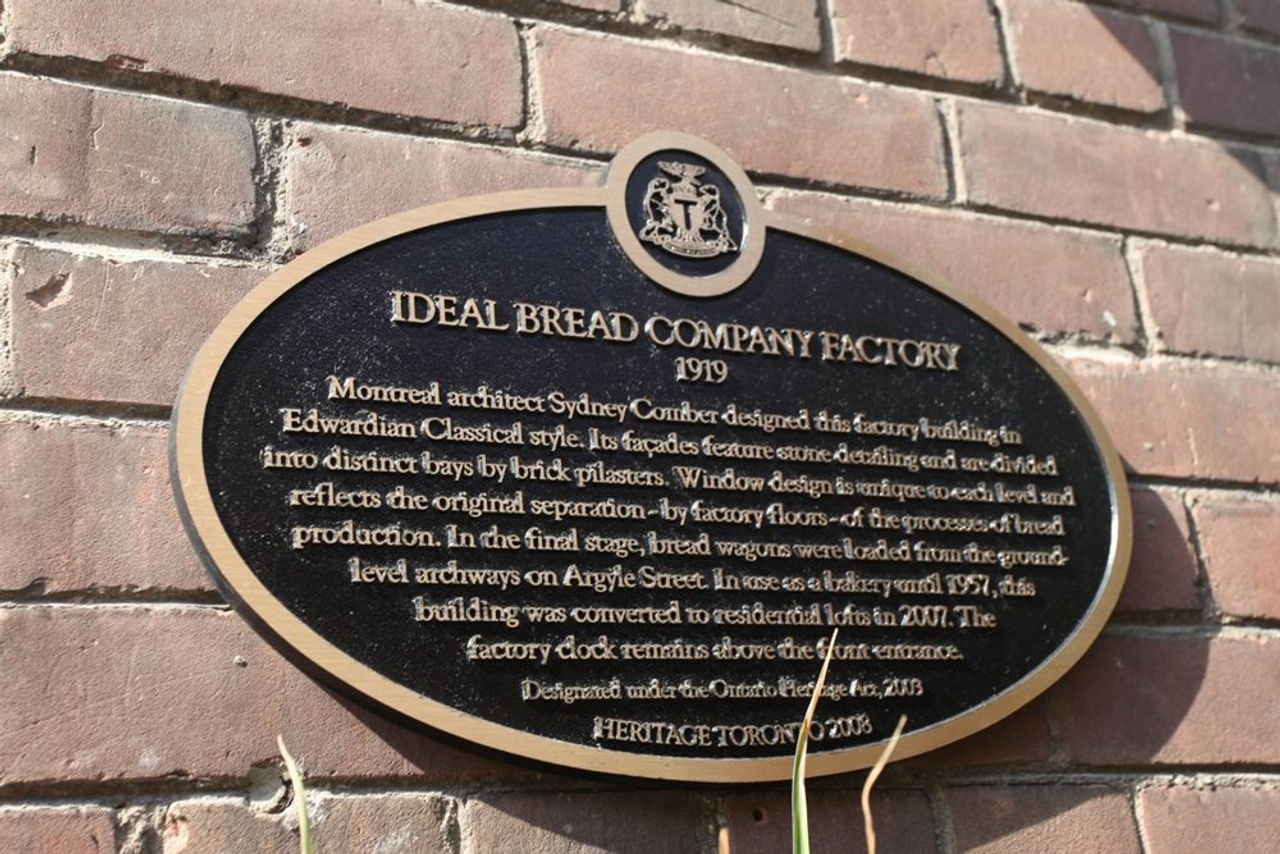 T
IDEAL BREAD COMPANY FACTORY
1919
Montreal architect Sydney Comber designed this factory building in
Edwardian Classical style. Its façades feature stone detailing and are divided
into distinct bays by brick pilasters. Window design is unique to each level and
reflects the original separation–by factory floors–of the processes of bread
production. In the final stage, bread wagons were loaded from the ground-
level archways on Argyle Street. In use as a bakery until 1957, this
building was converted to residential lofts in 2007. The
factory clock remains above the front entrance.
Designated under the Ontario Heritage Act, 2003
HERITAGE TORONTO 2008